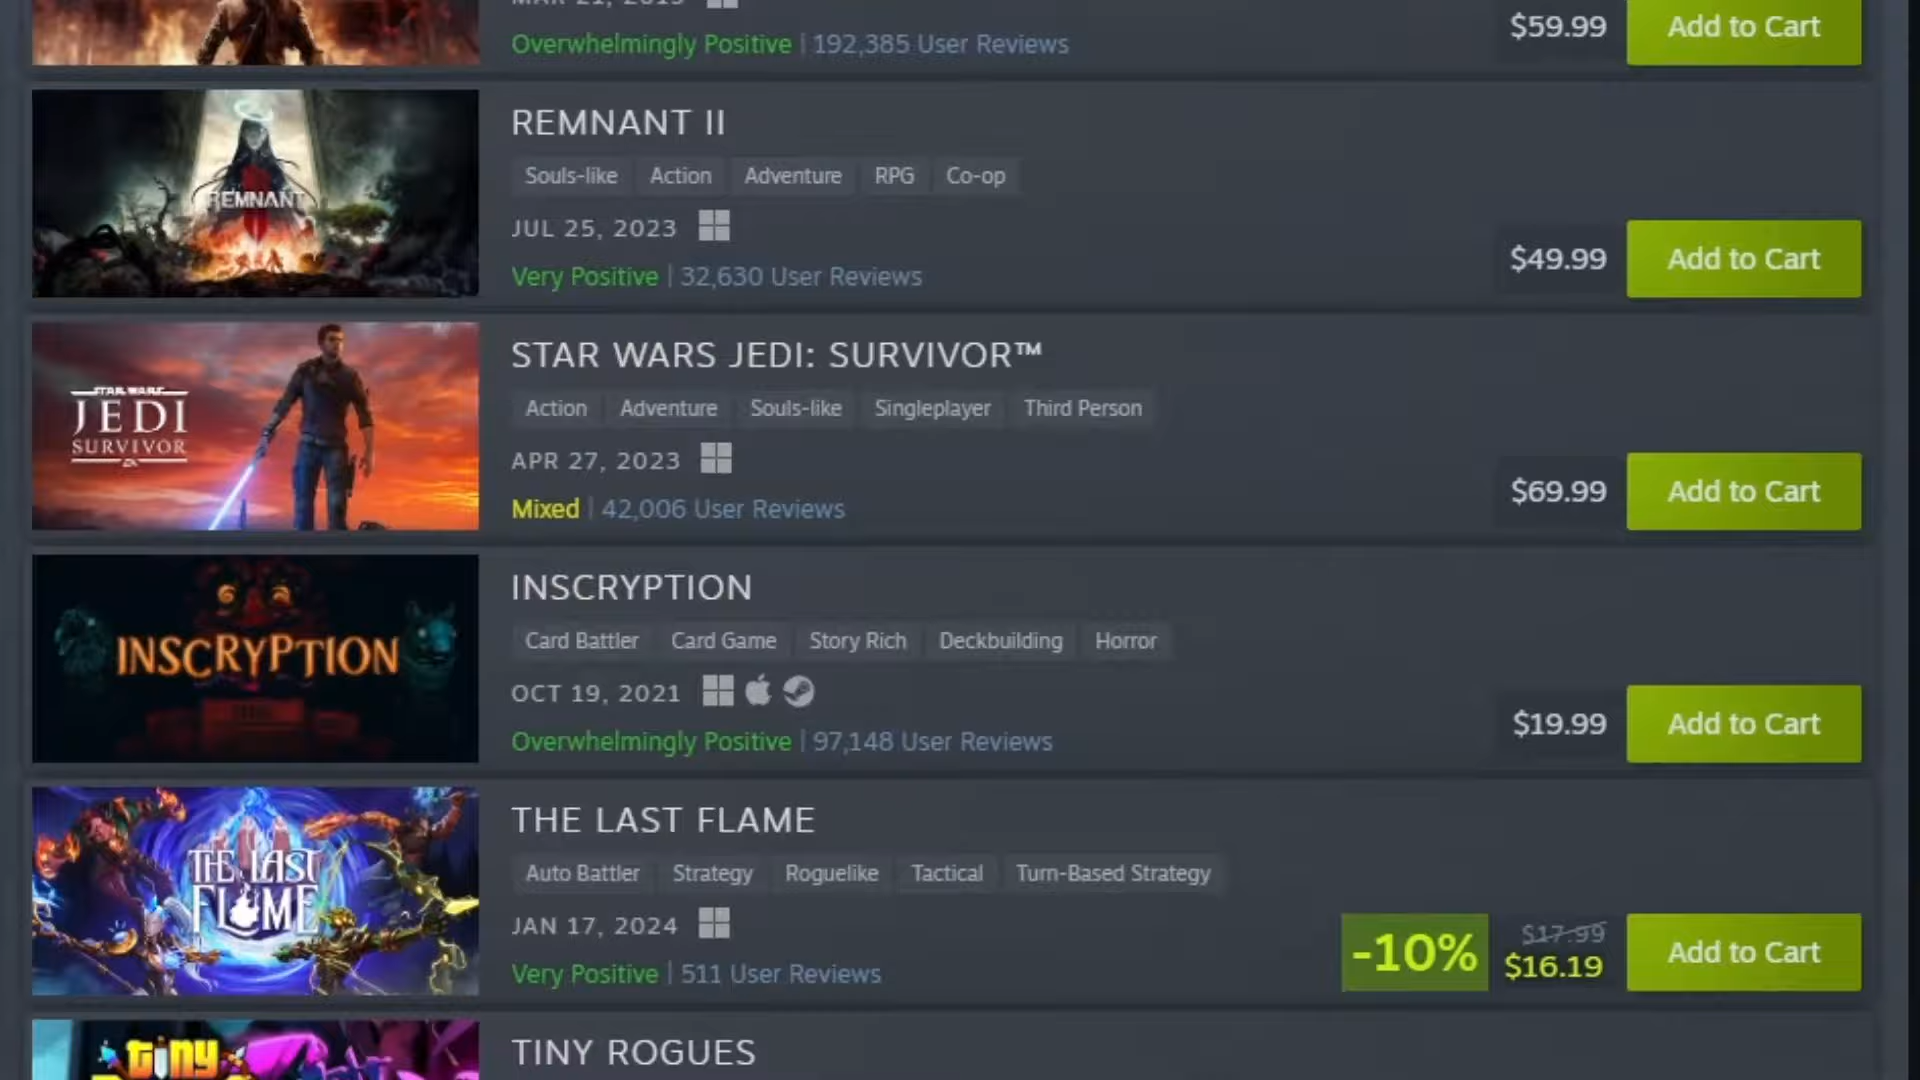 MAR 21, 2019
Overwhelmingly Positive | 192,385 User Reviews
$59.99
Add to Cart
REMNANT
REMNANT II
Souls-like Action Adventure RPG Co-op
JUL 25, 2023
Very Positive | 32,630 User Reviews
$49.99
Add to Cart
STAR WARS
JEDI
SURVIVOR
STAR WARS JEDI: SURVIVOR™
Action Adventure Souls-like Singleplayer Third Person
APR 27, 2023
Mixed | 42,006 User Reviews
$69.99
Add to Cart
INSCRYPTION
INSCRYPTION
Card Battler Card Game Story Rich Deckbuilding Horror
OCT 19, 2021
Overwhelmingly Positive | 97,148 User Reviews
$19.99
Add to Cart
THE LAST
FLAME
THE LAST FLAME
Auto Battler Strategy Roguelike Tactical Turn-Based Strategy
JAN 17, 2024
Very Positive | 511 User Reviews
-10%
$17.99
$16.19
Add to Cart
tiny
TINY ROGUES